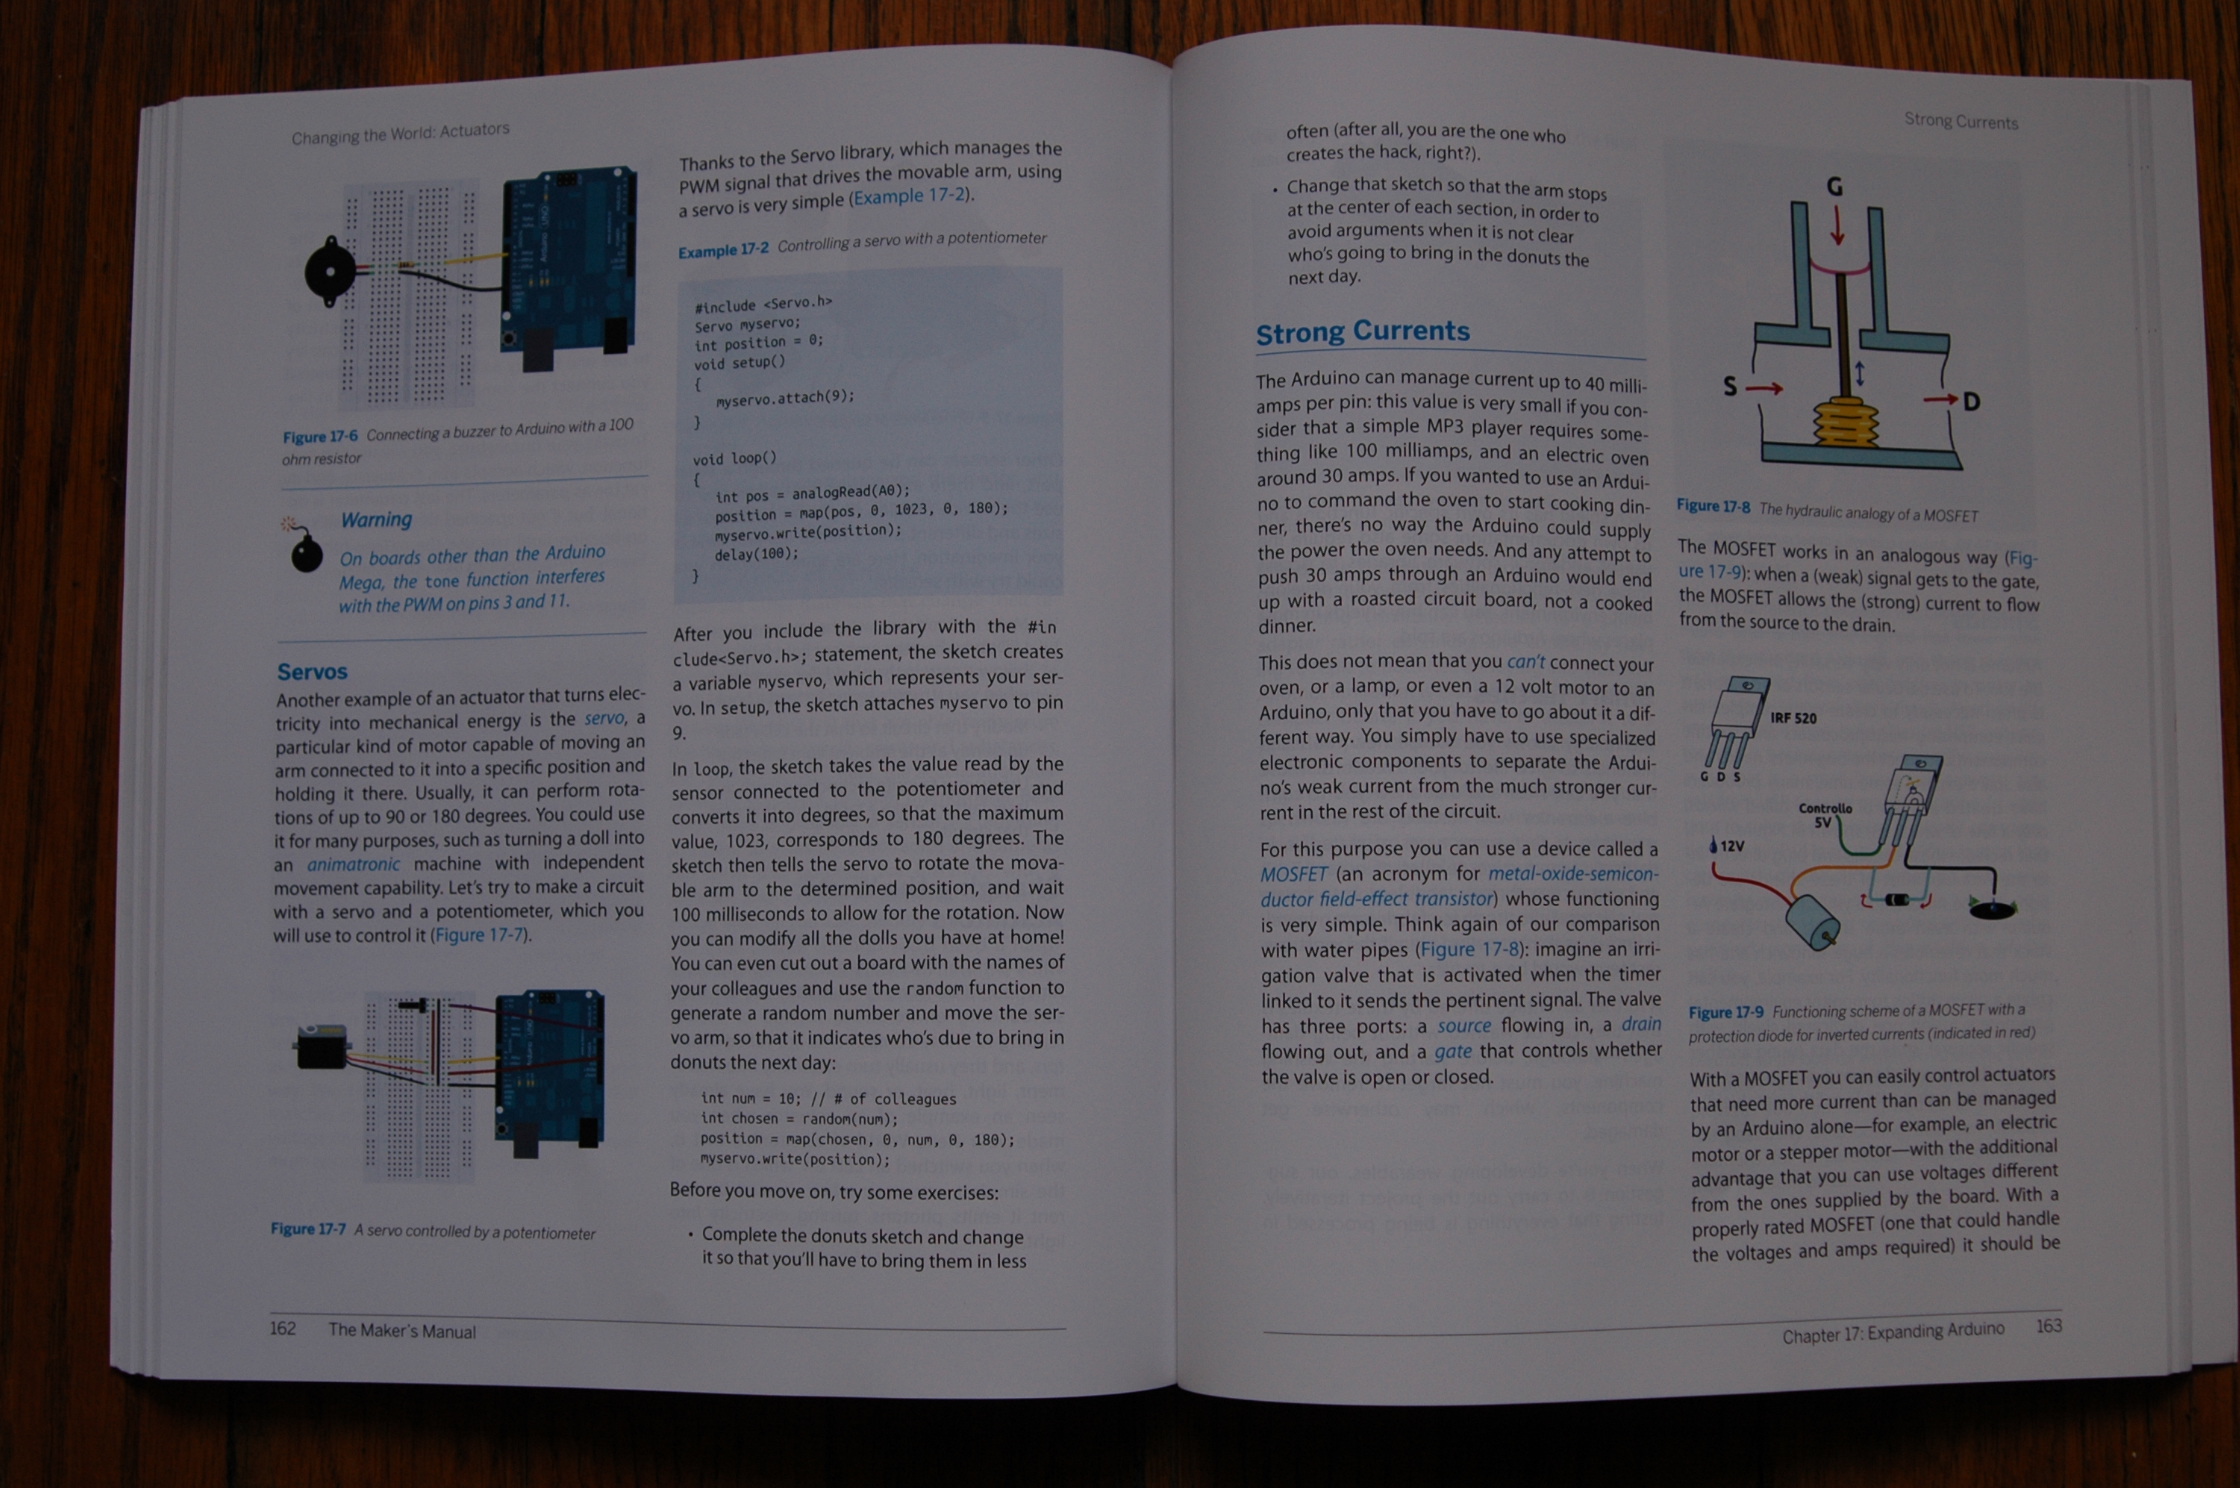 Changing the World: Actuators
Figure 17-6 Connecting a buzzer to Arduino with a 100
ohm resistor
Warning
On boards other than the Arduino
Mega, the tone function interferes
with the PWM on pins 3 and 11.
Servos
Another example of an actuator that turns elec-
tricity into mechanical energy is the servo, a
particular kind of motor capable of moving an
arm connected to it into a specific position and
holding it there. Usually, it can perform rota-
tions of up to 90 or 180 degrees. You could use
it for many purposes, such as turning a doll into
an animatronic machine with independent
movement capability. Let's try to make a circuit
with a servo and a potentiometer, which you
will use to control it (Figure 17-7).
Figure 17-7 A servo controlled by a potentiometer
Thanks to the Servo library, which manages the
PWM signal that drives the movable arm, using
a servo is very simple (Example 17-2).
Example 17-2 Controlling a servo with a potentiometer
#include <Servo.h>
Servo myservo;
int position = 0;
void setup()
{
myservo.attach(9);
}
void loop()
{
int pos = analogRead(A0);
position = map(pos, 0, 1023, 0, 180);
myservo.write(position);
delay(100);
}
After you include the library with the #in
clude<Servo.h>; statement, the sketch creates
a variable myservo, which represents your ser-
vo. In setup, the sketch attaches myservo to pin
9.
In loop, the sketch takes the value read by the
sensor connected to the potentiometer and
converts it into degrees, so that the maximum
value, 1023, corresponds to 180 degrees. The
sketch then tells the servo to rotate the mova-
ble arm to the determined position, and wait
100 milliseconds to allow for the rotation. Now
you can modify all the dolls you have at home!
You can even cut out a board with the names of
your colleagues and use the random function to
generate a random number and move the ser-
vo arm, so that it indicates who's due to bring in
donuts the next day:
int num = 10; // # of colleagues
int chosen = random(num);
position = map(chosen, 0, num, 0, 180);
myservo.write(position);
Before you move on, try some exercises:
• Complete the donuts sketch and change
it so that you'll have to bring them in less
162 The Maker's Manual
often (after all, you are the one who
creates the hack, right?).
• Change that sketch so that the arm stops
at the center of each section, in order to
avoid arguments when it is not clear
who's going to bring in the donuts the
next day.
Strong Currents
The Arduino can manage current up to 40 milli-
amps per pin: this value is very small if you con-
sider that a simple MP3 player requires some-
thing like 100 milliamps, and an electric oven
around 30 amps. If you wanted to use an Ardui-
no to command the oven to start cooking din-
ner, there's no way the Arduino could supply
the power the oven needs. And any attempt to
push 30 amps through an Arduino would end
up with a roasted circuit board, not a cooked
dinner.
This does not mean that you can't connect your
oven, or a lamp, or even a 12 volt motor to an
Arduino, only that you have to go about it a dif-
ferent way. You simply have to use specialized
electronic components to separate the Ardui-
no's weak current from the much stronger cur-
rent in the rest of the circuit.
For this purpose you can use a device called a
MOSFET (an acronym for metal-oxide-semicon-
ductor field-effect transistor) whose functioning
is very simple. Think again of our comparison
with water pipes (Figure 17-8): imagine an irri-
gation valve that is activated when the timer
linked to it sends the pertinent signal. The valve
has three ports: a source flowing in, a drain
flowing out, and a gate that controls whether
the valve is open or closed.
Strong Currents
G
S
D
Figure 17-8 The hydraulic analogy of a MOSFET
The MOSFET works in an analogous way (Fig-
ure 17-9): when a (weak) signal gets to the gate,
the MOSFET allows the (strong) current to flow
from the source to the drain.
IRF 520
G D S
Controllo
5V
12V
Figure 17-9 Functioning scheme of a MOSFET with a
protection diode for inverted currents (indicated in red)
With a MOSFET you can easily control actuators
that need more current than can be managed
by an Arduino alone—for example, an electric
motor or a stepper motor—with the additional
advantage that you can use voltages different
from the ones supplied by the board. With a
properly rated MOSFET (one that could handle
the voltages and amps required) it should be
Chapter 17: Expanding Arduino 163